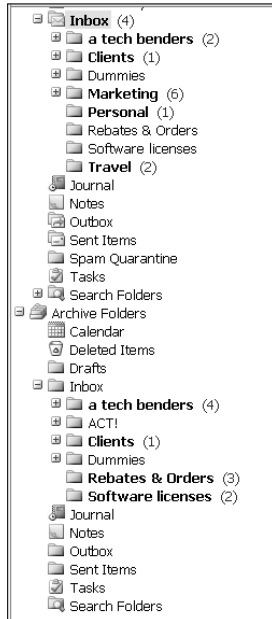 Inbox (4)
a tech benders (2)
Clients (1)
Dummies
Marketing (6)
Personal (1)
Rebates & Orders
Software licenses
Travel (2)
Journal
Notes
Outbox
Sent Items
Spam Quarantine
Tasks
Search Folders
Archive Folders
Calendar
Deleted Items
Drafts
Inbox
a tech benders (4)
ACT!
Clients (1)
Dummies
Rebates & Orders (3)
Software licenses (2)
Journal
Notes
Outbox
Sent Items
Tasks
Search Folders